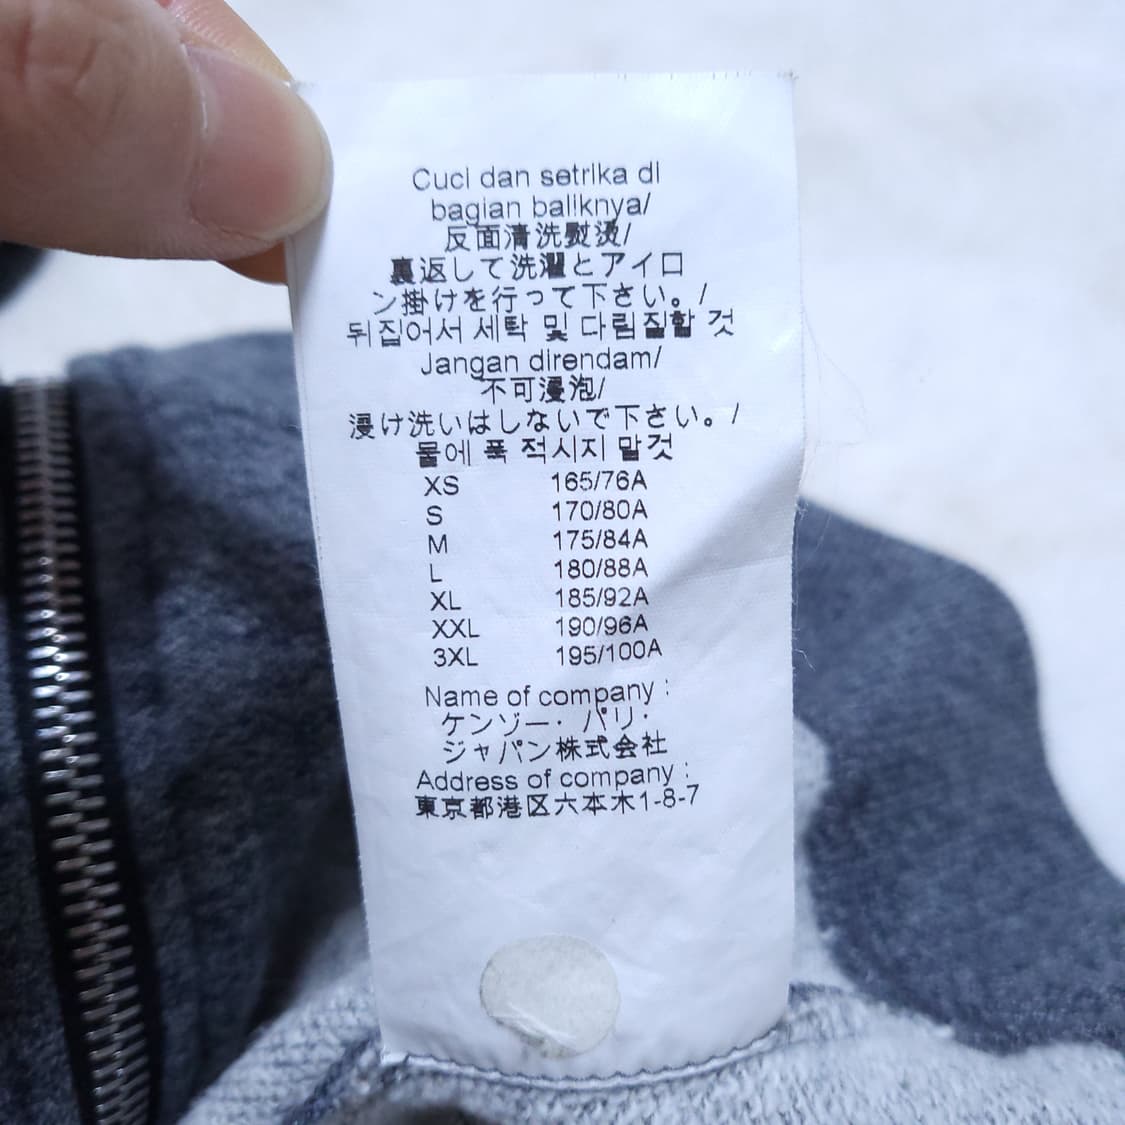 Cuci dan setrika di
bagian baliknya/
反面清洗熨烫/
裏返して洗濯とアイロ
ン掛けを行って下さい。/
뒤집어서 세탁 및 다림질할 것
Jangan direndam/
不可浸泡/
浸け洗いはしないで下さい。/
물에 푹 적시지 말것
XS 165/76A
S 170/80A
M 175/84A
L 180/88A
XL 185/92A
XXL 190/96A
3XL 195/100A
Name of company :
ケンゾー・パリ・
ジャパン株式会社
Address of company :
東京都港区六本木1-8-7